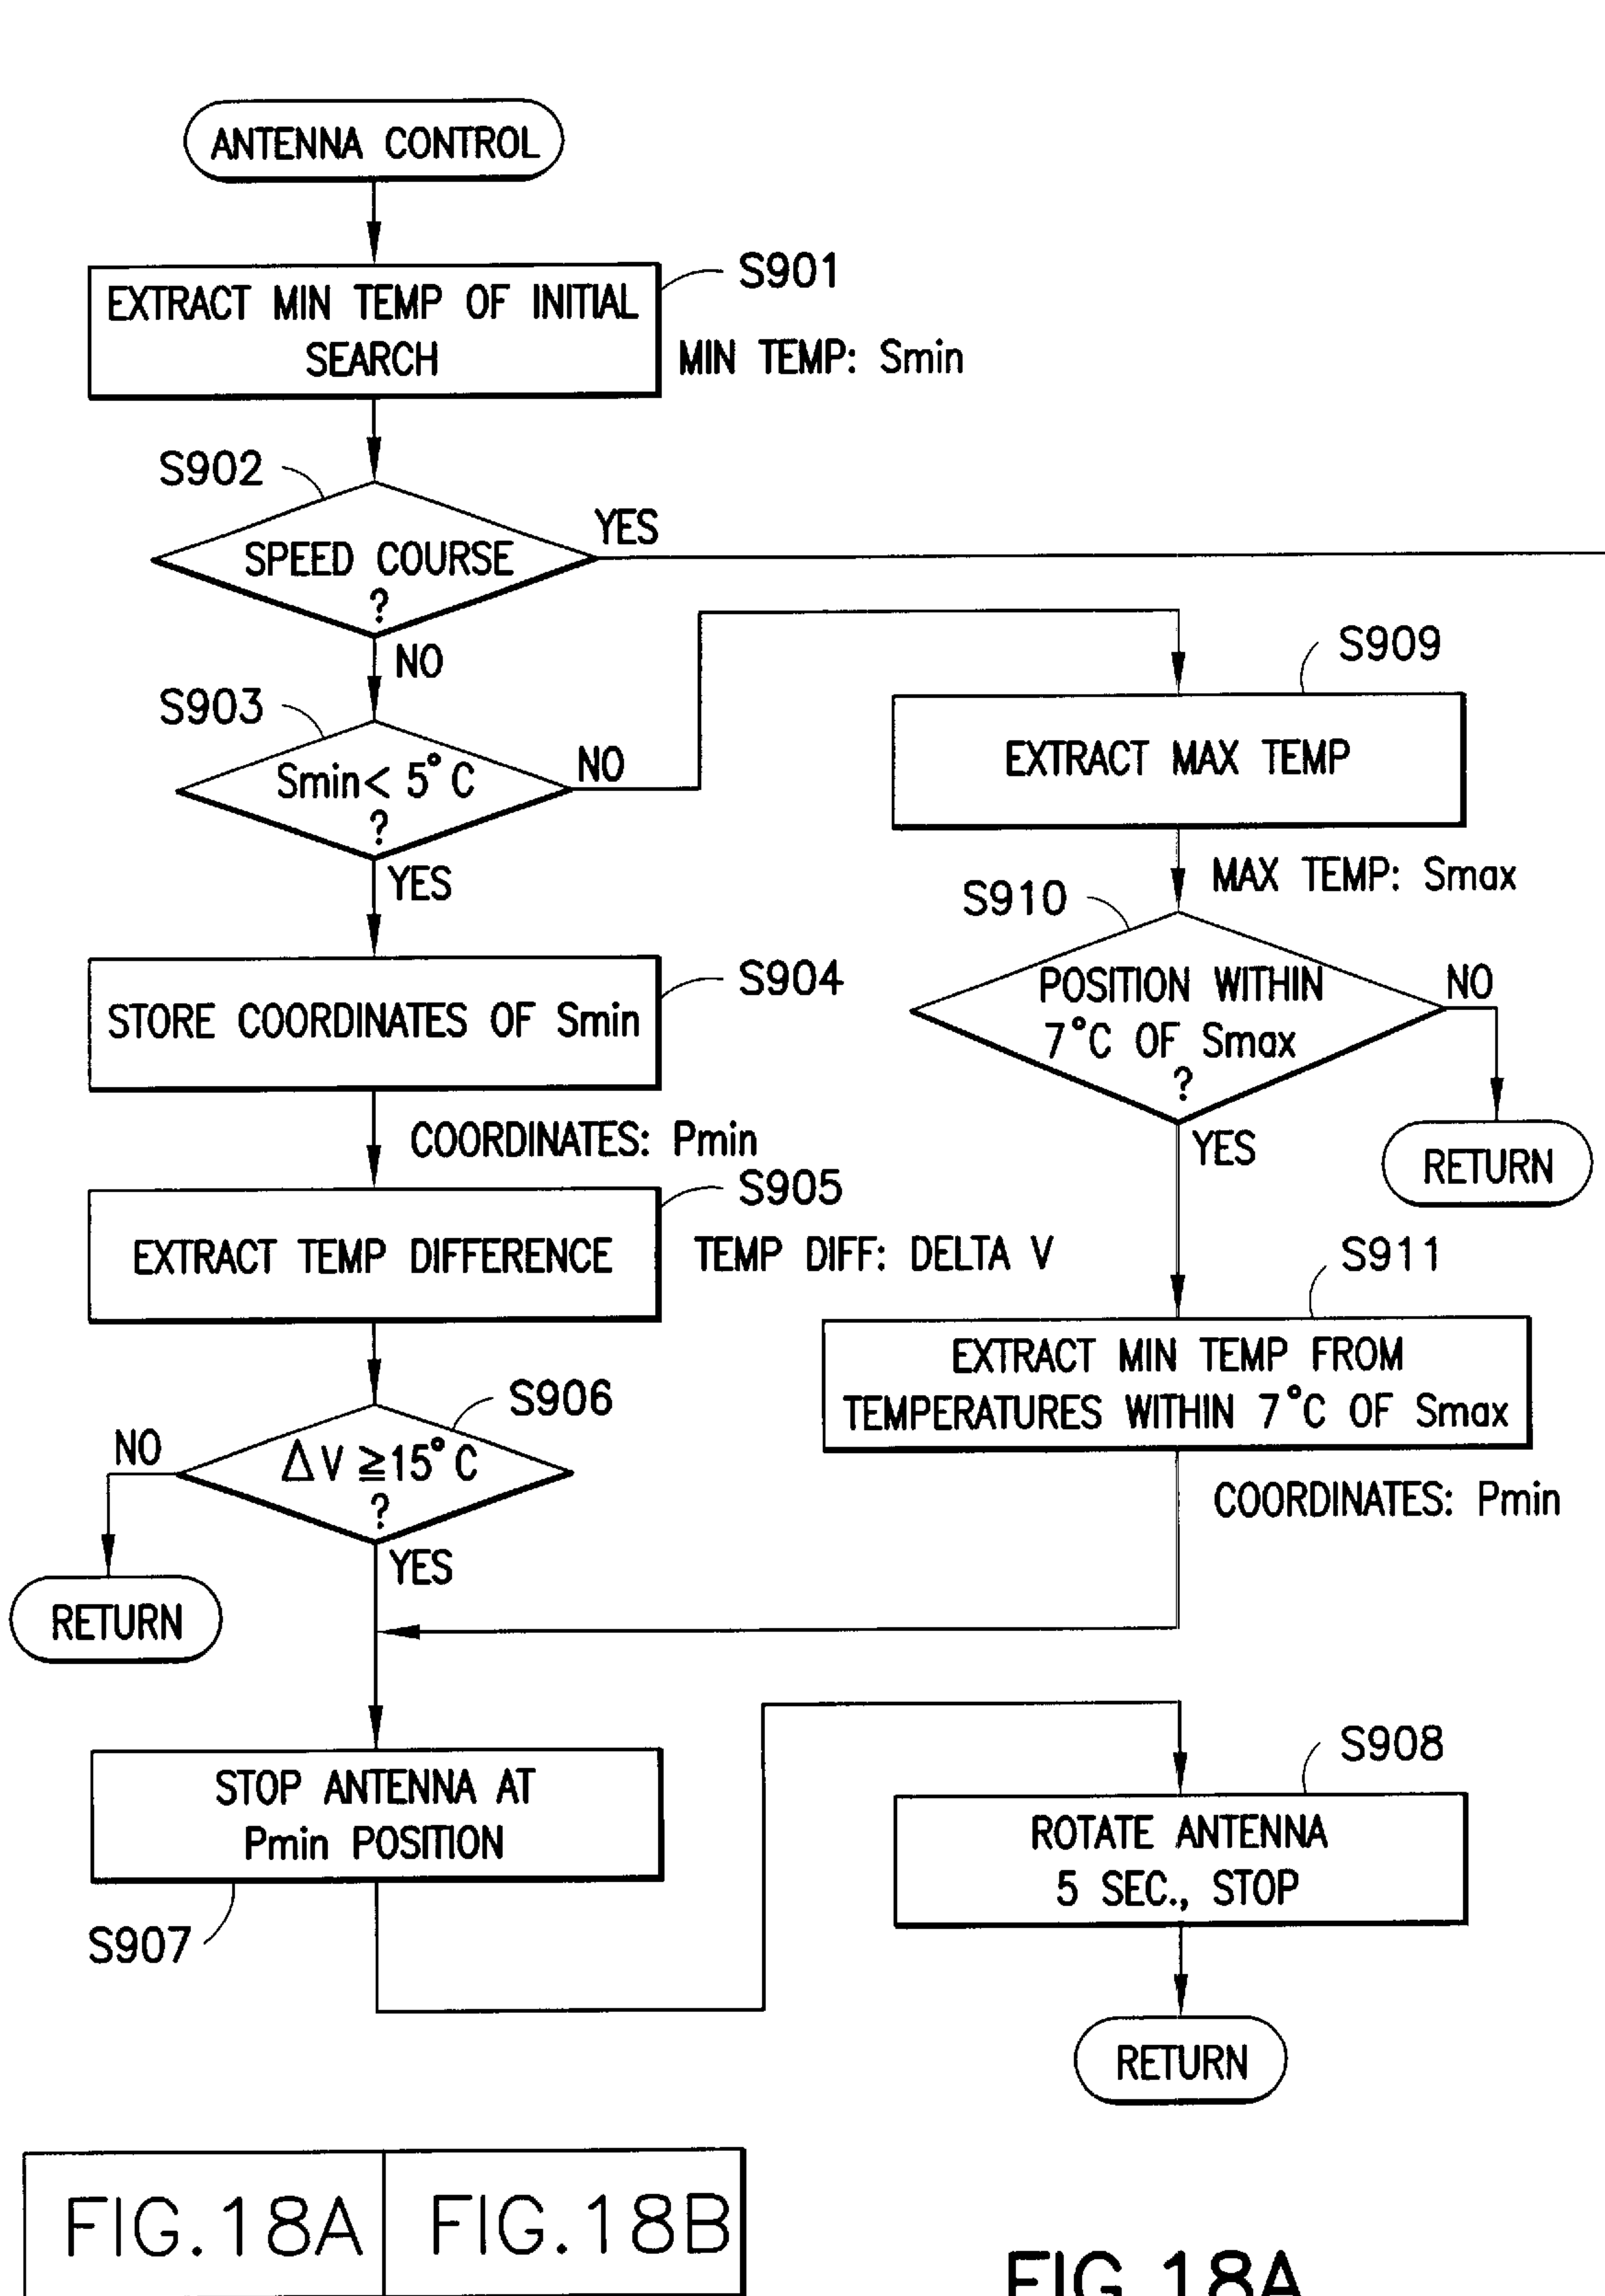 ANTENNA CONTROL
S901
EXTRACT MIN TEMP OF INITIAL
SEARCH
MIN TEMP: Smin
S902
SPEED COURSE
?
YES
NO
S903
Smin< 5°C
?
NO
YES
S904
STORE COORDINATES OF Smin
COORDINATES: Pmin
S905
EXTRACT TEMP DIFFERENCE
TEMP DIFF: DELTA V
S906
ΔV ≧15°C
?
NO
YES
RETURN
S909
EXTRACT MAX TEMP
MAX TEMP: Smax
S910
POSITION WITHIN
7°C OF Smax
?
NO
YES
RETURN
S911
EXTRACT MIN TEMP FROM
TEMPERATURES WITHIN 7°C OF Smax
COORDINATES: Pmin
STOP ANTENNA AT
Pmin POSITION
S907
S908
ROTATE ANTENNA
5 SEC., STOP
RETURN
FIG.18A
FIG.18B
FIG.18A